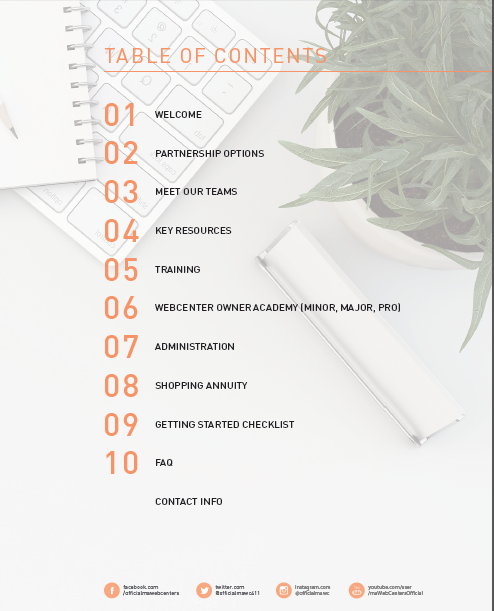 TABLE OF CONTENTS
01 WELCOME
02 PARTNERSHIP OPTIONS
03 MEET OUR TEAMS
04 KEY RESOURCES
05 TRAINING
06 WEBCENTER OWNER ACADEMY (MINOR, MAJOR, PRO)
07 ADMINISTRATION
08 SHOPPING ANNUITY
09 GETTING STARTED CHECKLIST
10 FAQ
CONTACT INFO
facebook.com
/officialmawebcenters
twitter.com
@officialmawc411
instagram.com
@officialmawc
youtube.com/user
/maWebCentersOfficial